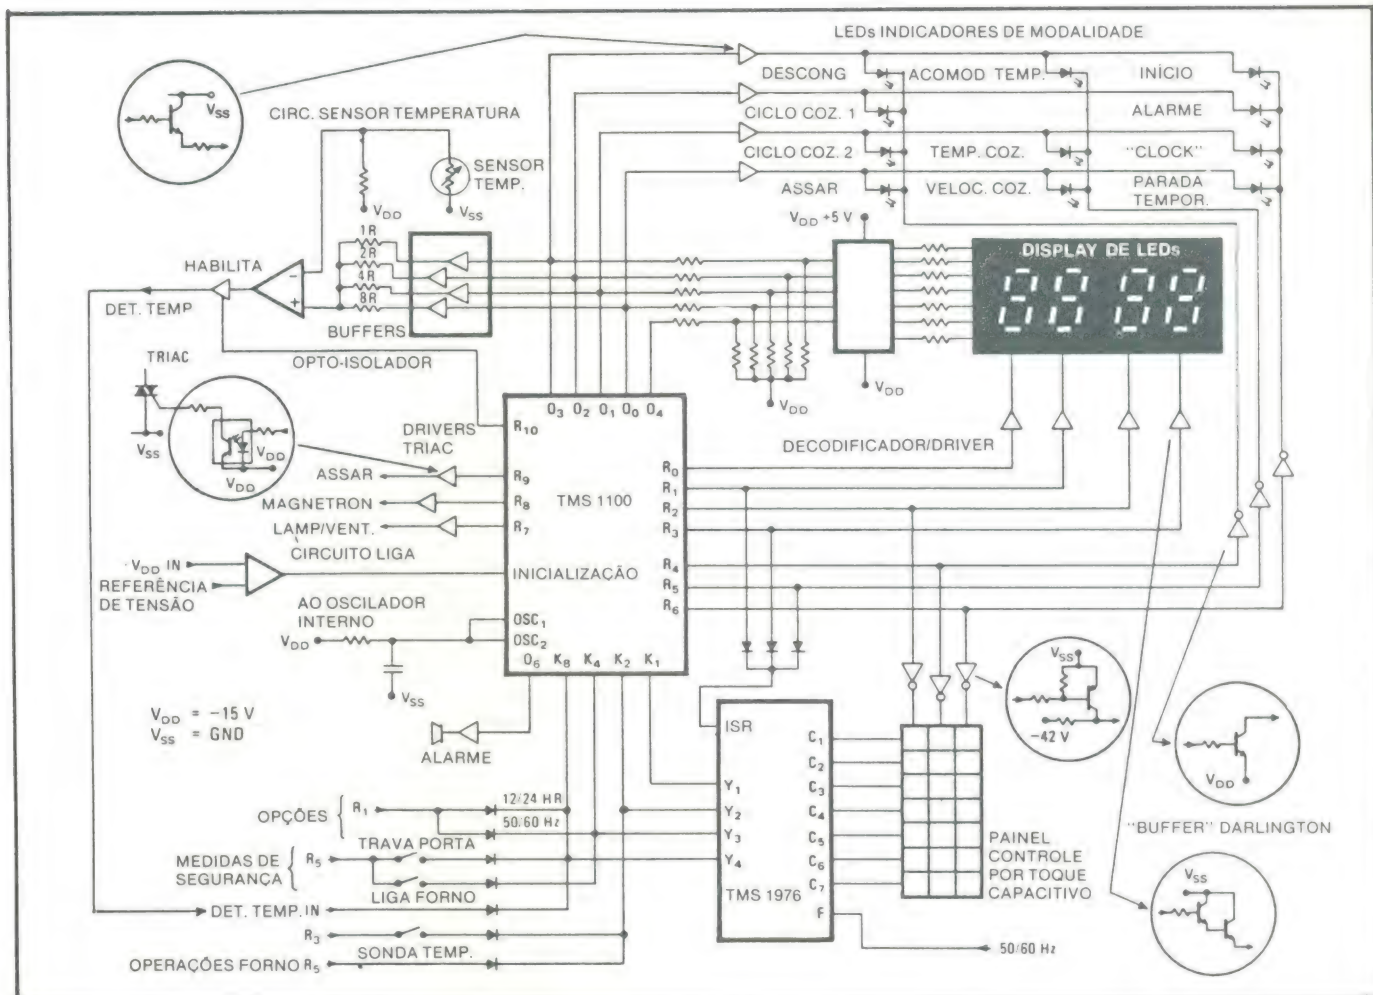 LEDs INDICADORES DE MODALIDADE
DESCONG
ACOMOD TEMP.
INÍCIO
VSS
CIRC. SENSOR TEMPERATURA
CICLO COZ. 1
ALARME
CICLO COZ. 2
TEMP. COZ.
"CLOCK"
SENSOR
TEMP.
ASSAR
VELOC. COZ.
PARADA
TEMPOR.
VDD
VSS
VDD +5 V
1R
2R
4R
8R
HABILITA
DISPLAY DE LEDs
88 88
DET. TEMP
BUFFERS
OPTO-ISOLADOR
TRIAC
VDD
VDD
O3 O2 O1 O0 O4
R10
DRIVERS
TRIAC
DECODIFICADOR/DRIVER
VSS
VDD
VDD
ASSAR
R9
R0
MAGNETRON
R8
TMS 1100
R1
R2
LAMP/VENT.
R7
R3
CIRCUITO LIGA
VDD IN
REFERÊNCIA
DE TENSÃO
INICIALIZAÇÃO
R4
R5
R6
AO OSCILADOR
INTERNO
OSC1
OSC2
VDD
O6 K8 K4 K2 K1
VSS
VSS
-42 V
VDD = -15 V
VSS = GND
ALARME
ISR
C1
C2
C3
C4
C5
C6
C7
Y1
Y2
Y3
Y4
TMS 1976
F
VDD
"BUFFER" DARLINGTON
OPÇÕES
R1
12/24 HR
50/60 Hz
TRAVA PORTA
MEDIDAS DE
SEGURANÇA
R5
LIGA FORNO
PAINEL
CONTROLE
POR TOQUE
CAPACITIVO
VSS
DET. TEMP. IN
R3
SONDA TEMP.
50/60 Hz
OPERAÇÕES FORNO R5